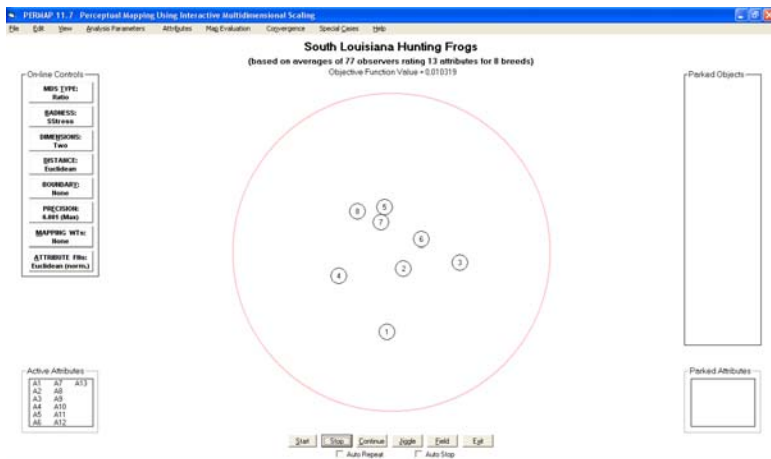 PERMAP 11.7 Perceptual Mapping Using Interactive Multidimensional Scaling
File Edit View Analysis Parameters Attributes Map Evaluation Convergence Special Cases Help
South Louisiana Hunting Frogs
(based on averages of 77 observers rating 13 attributes for 8 breeds)
Objective Function Value = 0.010319
On-line Controls
MDS TYPE:
Ratio
BADNESS:
SStress
DIMENSIONS:
Two
DISTANCE:
Euclidean
BOUNDARY:
None
PRECISION:
0.001 (Max)
MAPPING WTs:
None
ATTRIBUTE FNs:
Euclidean (norm.)
Parked Objects
5
8
7
6
3
2
4
1
Active Attributes
A1 A7 A13
A2 A8
A3 A9
A4 A10
A5 A11
A6 A12
Parked Attributes
Start Stop Continue Jiggle Field Exit
Auto Repeat Auto Stop